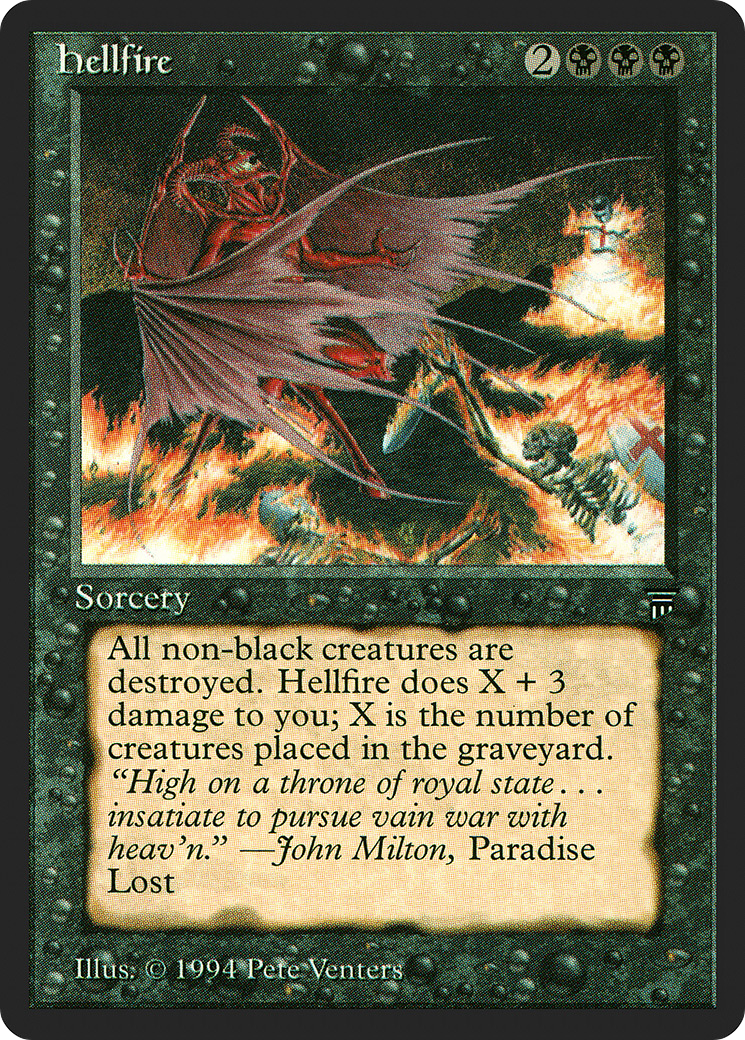 Hellfire
2
Sorcery
All non-black creatures are
destroyed. Hellfire does X + 3
damage to you; X is the number of
creatures placed in the graveyard.
“High on a throne of royal state . . .
insatiate to pursue vain war with
heav’n.” —John Milton, Paradise
Lost
Illus: © 1994 Pete Venters